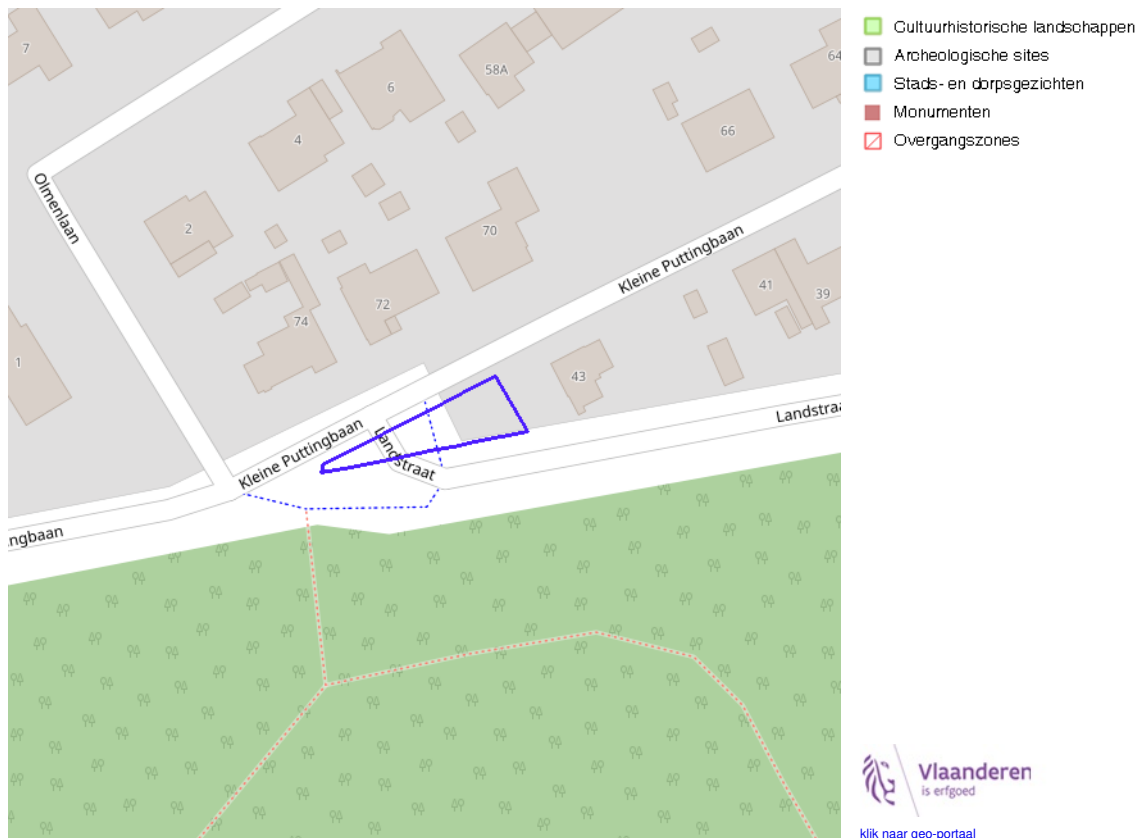 7
6
58A
64
4
66
Olmenlaan
2
70
Kleine Puttingbaan
72
41
39
74
1
43
Landstraa
Kleine Puttingbaan
Landstraat
ngbaan
Cultuurhistorische landschappen
Archeologische sites
Stads- en dorpsgezichten
Monumenten
Overgangszones
Vlaanderen
is erfgoed
klik naar geo-portaal